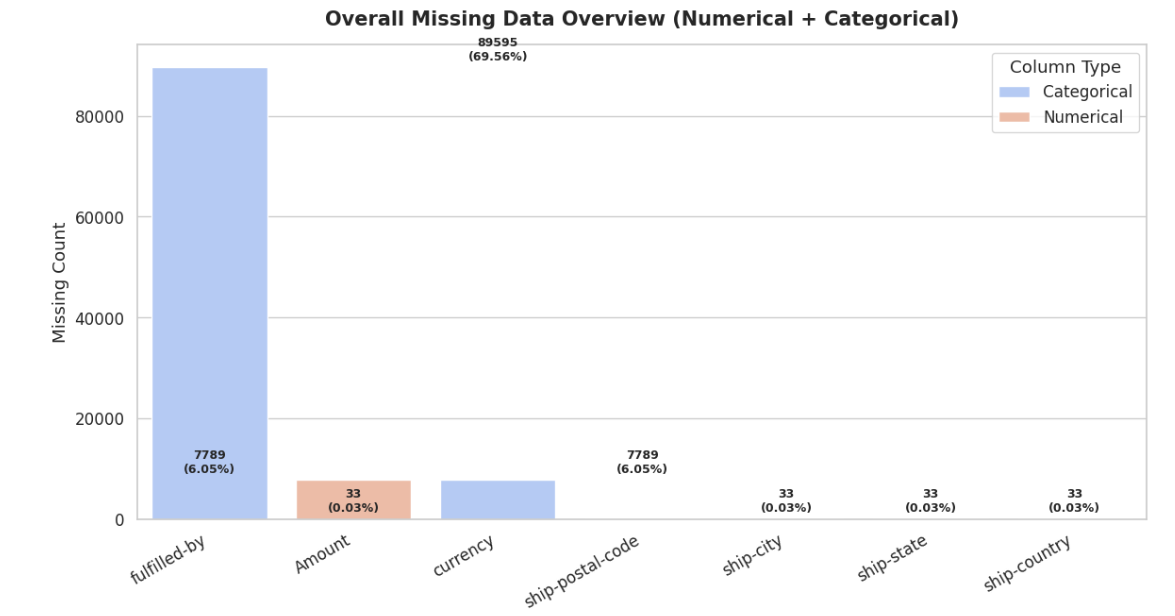 Overall Missing Data Overview (Numerical + Categorical)
89595
(69.56%)
Column Type
Categorical
Numerical
80000
60000
40000
20000
0
Missing Count
7789
(6.05%)
33
(0.03%)
7789
(6.05%)
33
(0.03%)
33
(0.03%)
33
(0.03%)
fulfilled-by
Amount
currency
ship-postal-code
ship-city
ship-state
ship-country